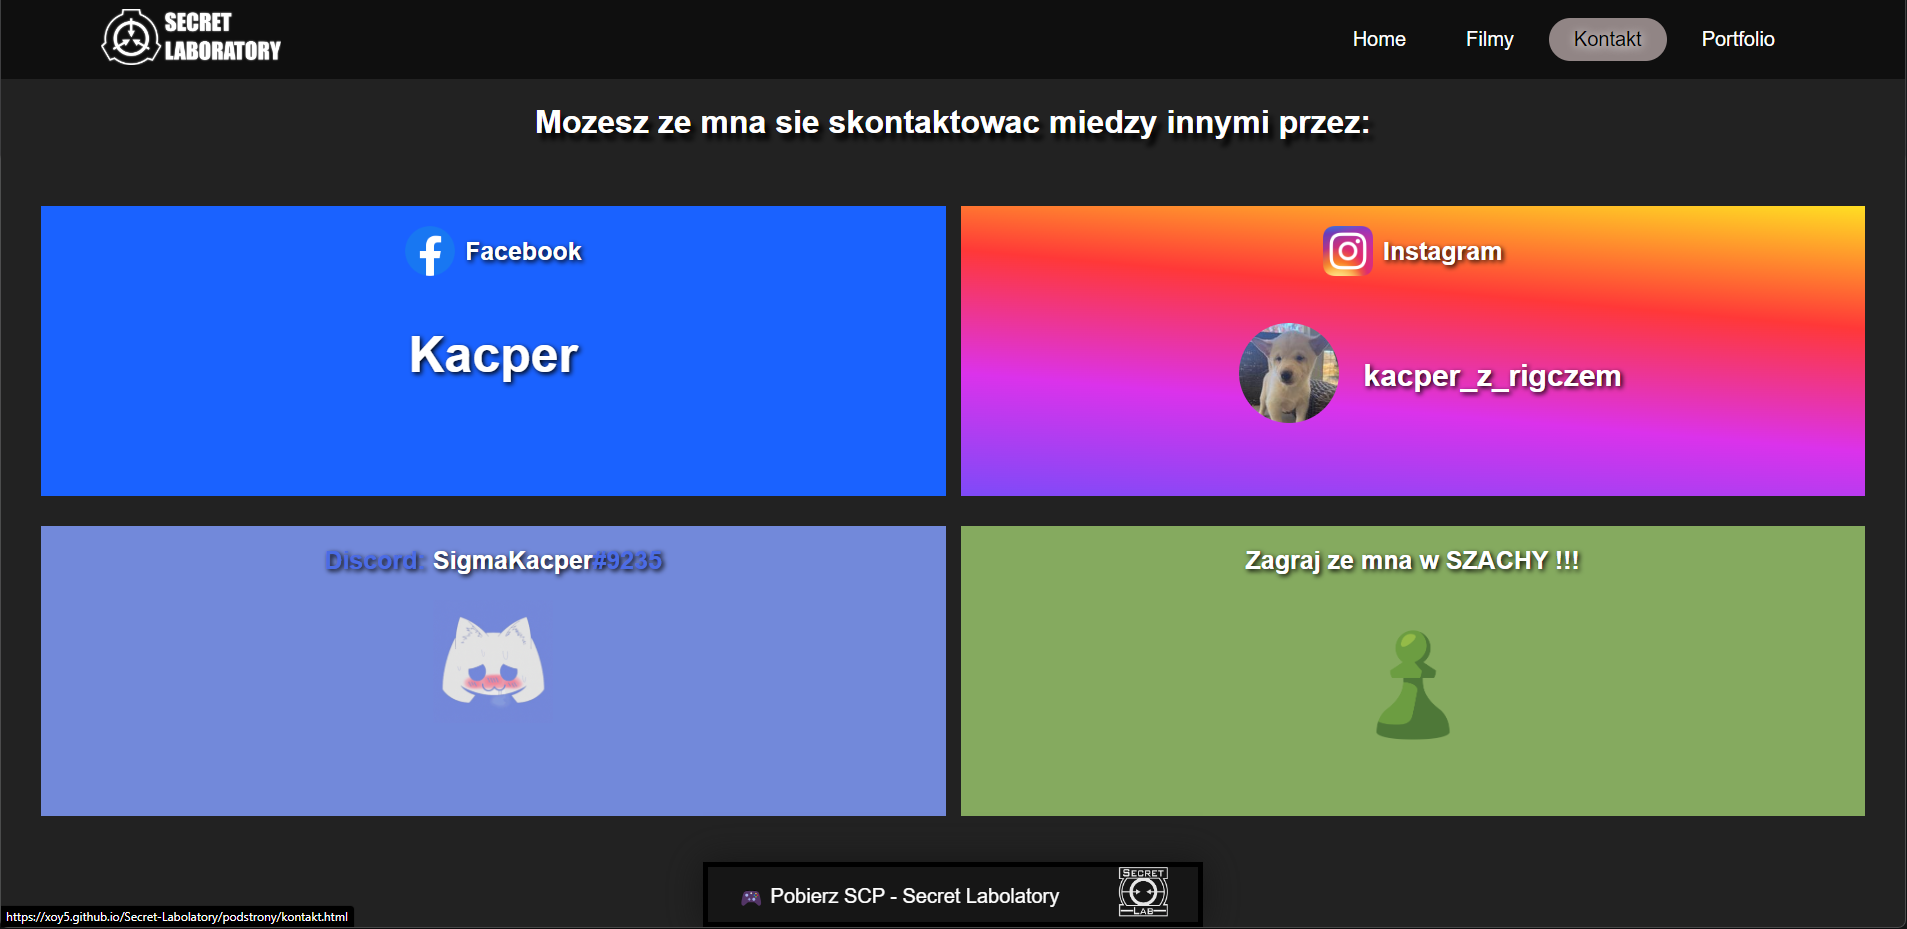 SECRET
LABORATORY
Home
Filmy
Kontakt
Portfolio
Mozesz ze mna sie skontaktowac miedzy innymi przez:
Facebook
Kacper
Instagram
kacper_z_rigczem
Discord: SigmaKacper#9235
Zagraj ze mna w SZACHY !!!
🎮 Pobierz SCP - Secret Labolatory
SECRET
LAB
https://xoy5.github.io/Secret-Labolatory/podstrony/kontakt.html